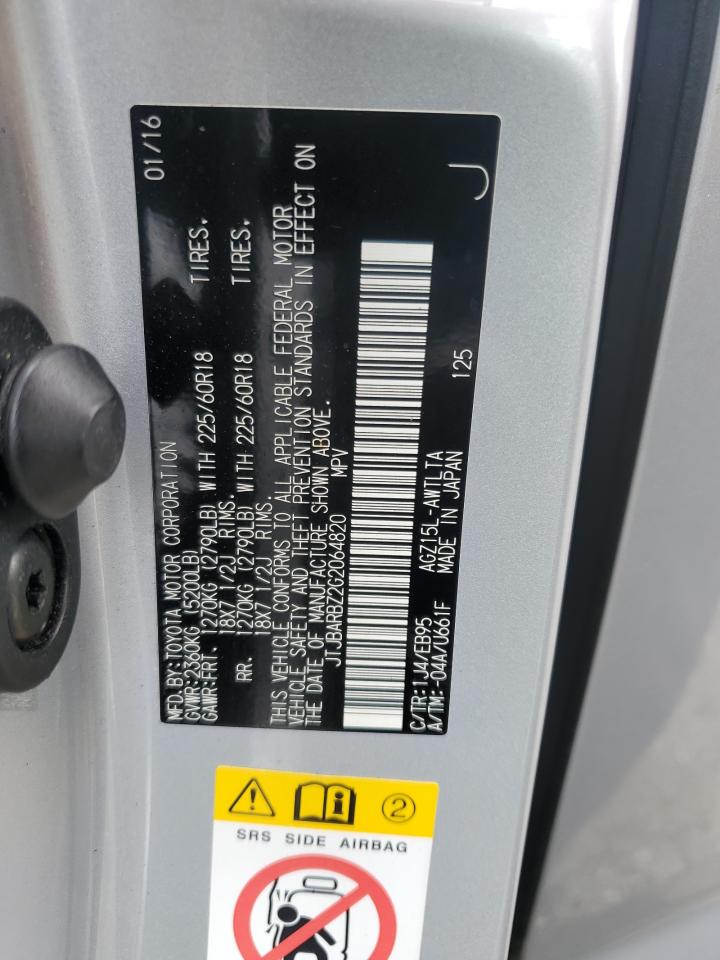 01/16
MFD.BY:TOYOTA MOTOR CORPORATION
GVWR:2360KG (5200LB)
GAWR:FRT. 1270KG (2790LB) WITH 225/60R18 TIRES.
18X7 1/2J RIMS.
RR. 1270KG (2790LB) WITH 225/60R18 TIRES.
18X7 1/2J RIMS.
THIS VEHICLE CONFORMS TO ALL APPLICABLE FEDERAL MOTOR
VEHICLE SAFETY AND THEFT PREVENTION STANDARDS IN EFFECT ON
THE DATE OF MANUFACTURE SHOWN ABOVE.
JTJBARBZ2G2064820 MPV
C/TR:1J4/EB95 AGZ15L-AWTLTA 125
A/TM:-04A/U661F MADE IN JAPAN
J
2
SRS SIDE AIRBAG